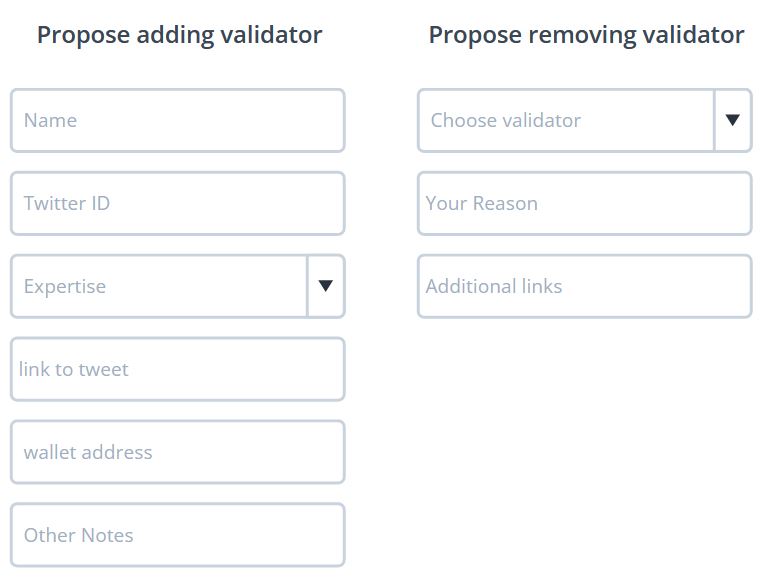 Propose adding validator
Name
Twitter ID
Expertise
link to tweet
wallet address
Other Notes
Propose removing validator
Choose validator
Your Reason
Additional links